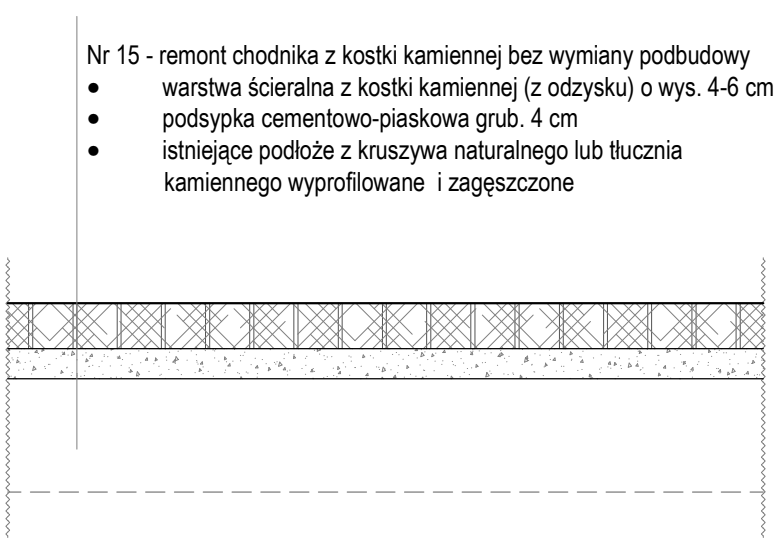 Nr 15 - remont chodnika z kostki kamiennej bez wymiany podbudowy
● warstwa ścieralna z kostki kamiennej (z odzysku) o wys. 4-6 cm
● podsypka cementowo-piaskowa grub. 4 cm
● istniejące podłoże z kruszywa naturalnego lub tłucznia
kamiennego wyprofilowane i zagęszczone